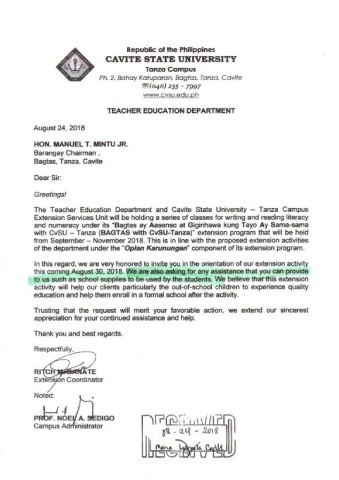 Republic of the Philippines
CAVITE STATE UNIVERSITY
Tanza Campus
Ph. 2, Bahay Katuparan, Bagtas, Tanza, Cavite
☏(046) 235 - 7997
www.cvsu.edu.ph
TEACHER EDUCATION DEPARTMENT
August 24, 2018
HON. MANUEL T. MINTU JR.
Barangay Chairman ,
Bagtas, Tanza, Cavite
Dear Sir:
Greetings!
The Teacher Education Department and Cavite State University – Tanza Campus
Extension Services Unit will be holding a series of classes for writing and reading literacy
and numeracy under its "Bagtas ay Aasenso at Giginhawa kung Tayo Ay Sama-sama
with CvSU – Tanza (BAGTAS with CvSU-Tanza)" extension program that will be held
from September – November 2018. This is in line with the proposed extension activities
of the department under the "Oplan Karunungan" component of its extension program.
In this regard, we are very honored to invite you in the orientation of our extension activity
this coming August 30, 2018. We are also asking for any assistance that you can provide
to us such as school supplies to be used by the students. We believe that this extension
activity will help our clients particularly the out-of-school children to experience quality
education and help them enroll in a formal school after the activity.
Trusting that the request will merit your favorable action, we extend our sincerest
appreciation for your continued assistance and help.
Thank you and best regards.
Respectfully,
Extension Coordinator
Noted:
PROF. NOEL A. SEDIGO
Campus Administrator
08-24-2018